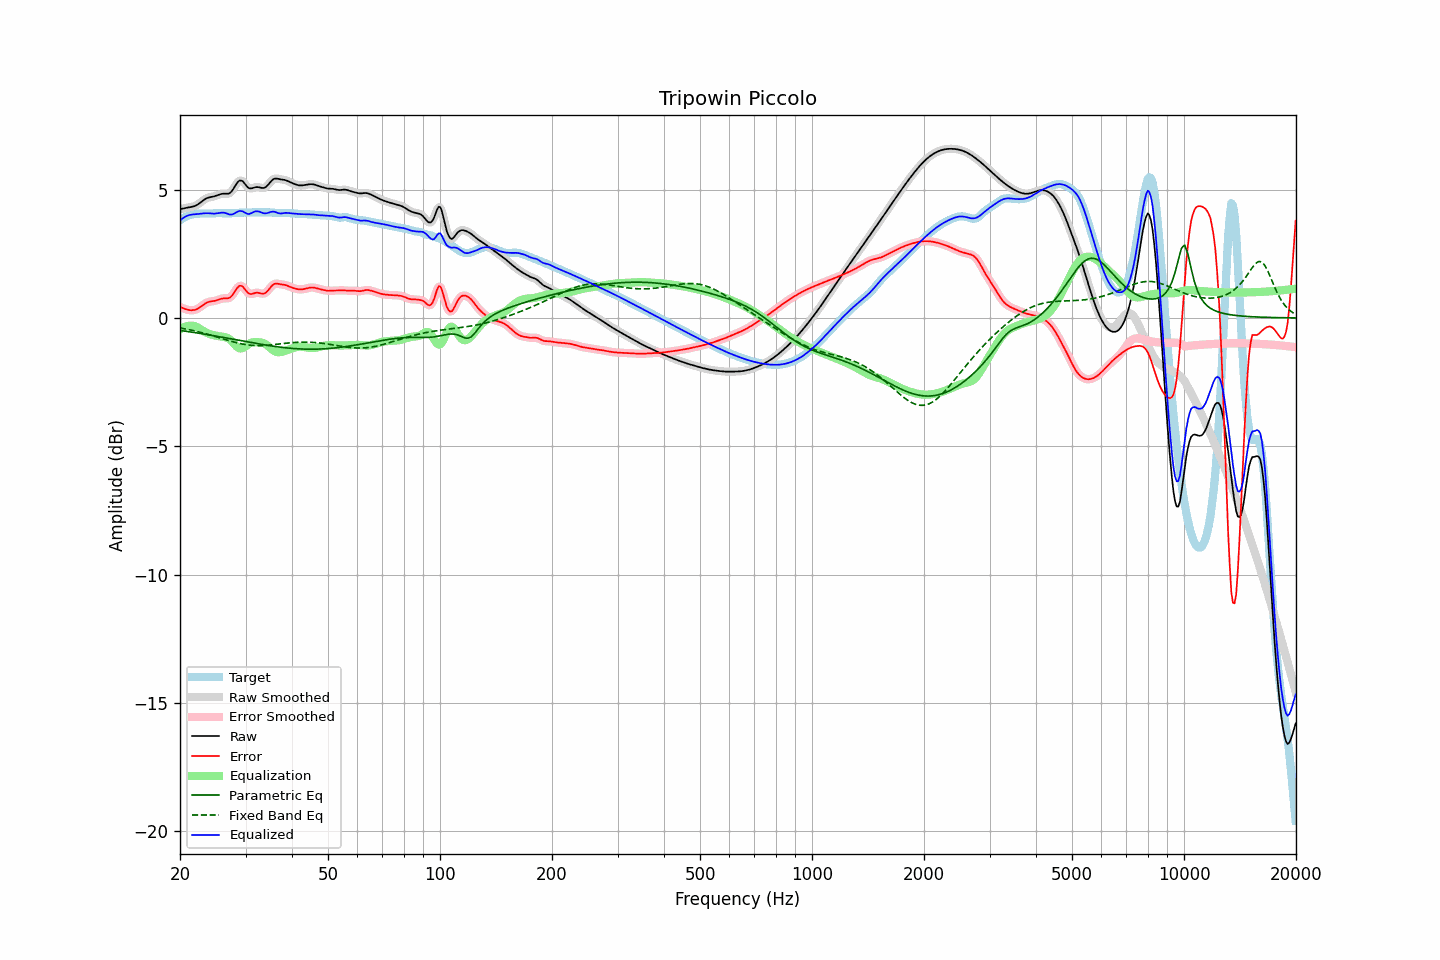 Tripowin Piccolo
Amplitude (dBr)
5
0
−5
−10
−15
−20
Target
Raw Smoothed
Error Smoothed
Raw
Error
Equalization
Parametric Eq
Fixed Band Eq
Equalized
20
50
100
200
500
1000
2000
5000
10000
20000
Frequency (Hz)